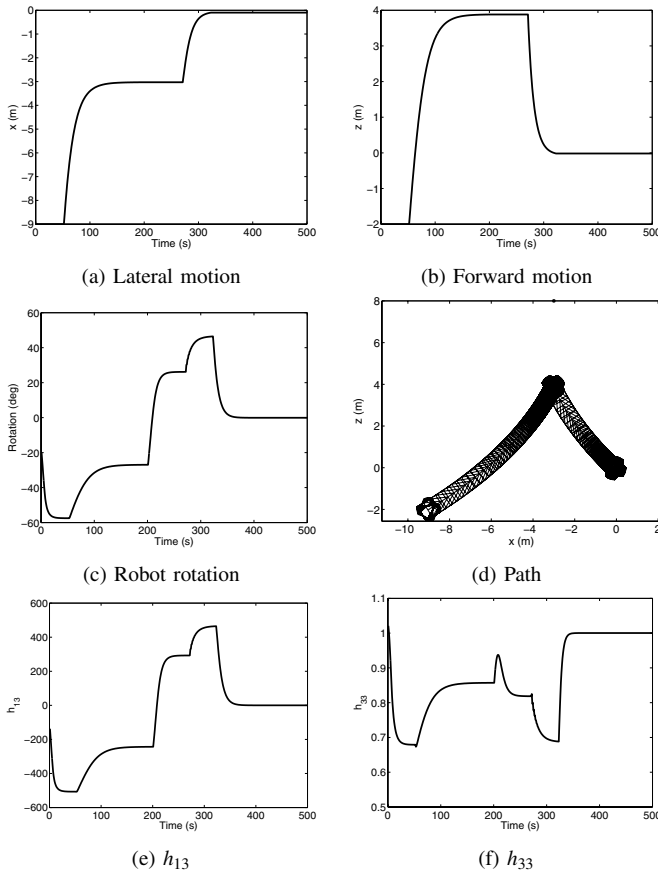 0
−1
−2
−3
−4
−5
−6
−7
−8
−9
x (m)
0 100 200 300 400 500
Time (s)
(a) Lateral motion
4
3
2
1
0
−1
−2
z (m)
0 100 200 300 400 500
Time (s)
(b) Forward motion
60
40
20
0
−20
−40
−60
Rotation (deg)
0 100 200 300 400 500
Time (s)
(c) Robot rotation
8
6
4
2
0
−2
z (m)
−10 −8 −6 −4 −2 0 2
x (m)
(d) Path
600
400
200
0
−200
−400
−600
h13
0 100 200 300 400 500
Time (s)
(e) h13
1.1
1
0.9
0.8
0.7
0.6
0.5
h33
0 100 200 300 400 500
Time (s)
(f) h33